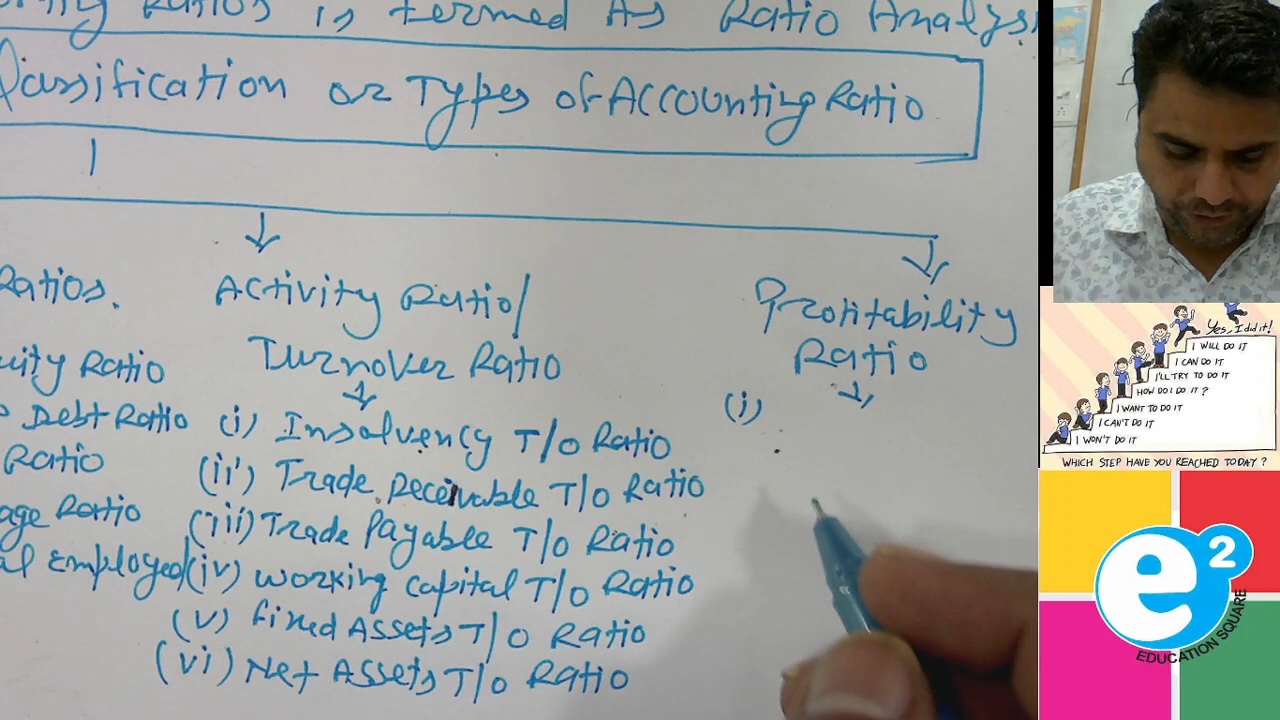 Ratios is termed As Ratio Analysis
Classification or Types of Accounting Ratio
Ratios.
Activity Ratio/
Turnover Ratio
uity Ratio
Debt Ratio
Ratio
age Ratio
al Employed/
(i) Insolvency T/o Ratio
(ii) Trade Receivable T/o Ratio
(iii) Trade Payable T/o Ratio
(iv) working capital T/o Ratio
(v) fixed Assets T/o Ratio
(vi) Net Assets T/o Ratio
Profitability
Ratio
(i)
Yes, I did it!
I WILL DO IT
I CAN DO IT
I'LL TRY TO DO IT
HOW DO I DO IT?
I WANT TO DO IT
I CAN'T DO IT
I WON'T DO IT
WHICH STEP HAVE YOU REACHED TODAY?
e2
EDUCATION SQUARE